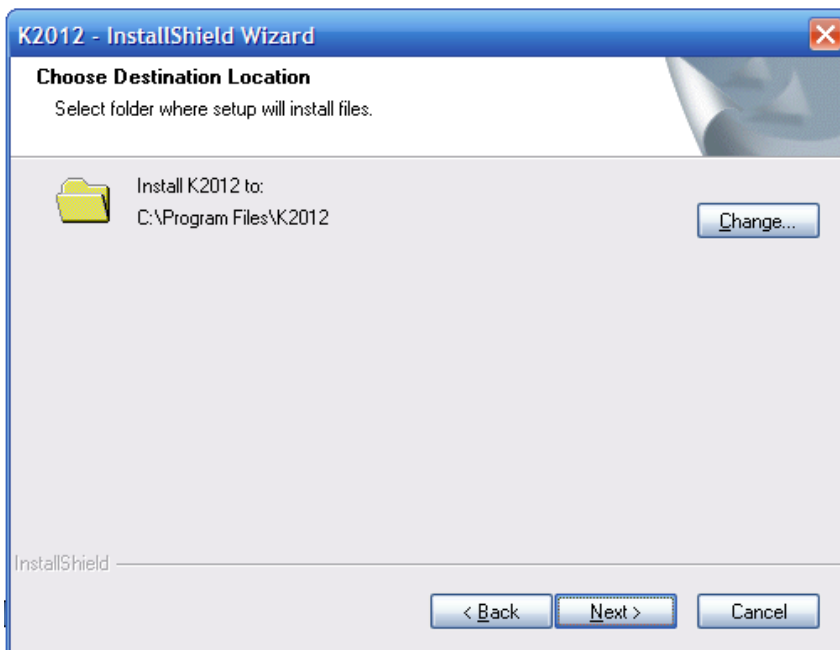 K2012 - InstallShield Wizard
Choose Destination Location
Select folder where setup will install files.
Install K2012 to:
C:\Program Files\K2012
Change...
InstallShield
< Back
Next >
Cancel